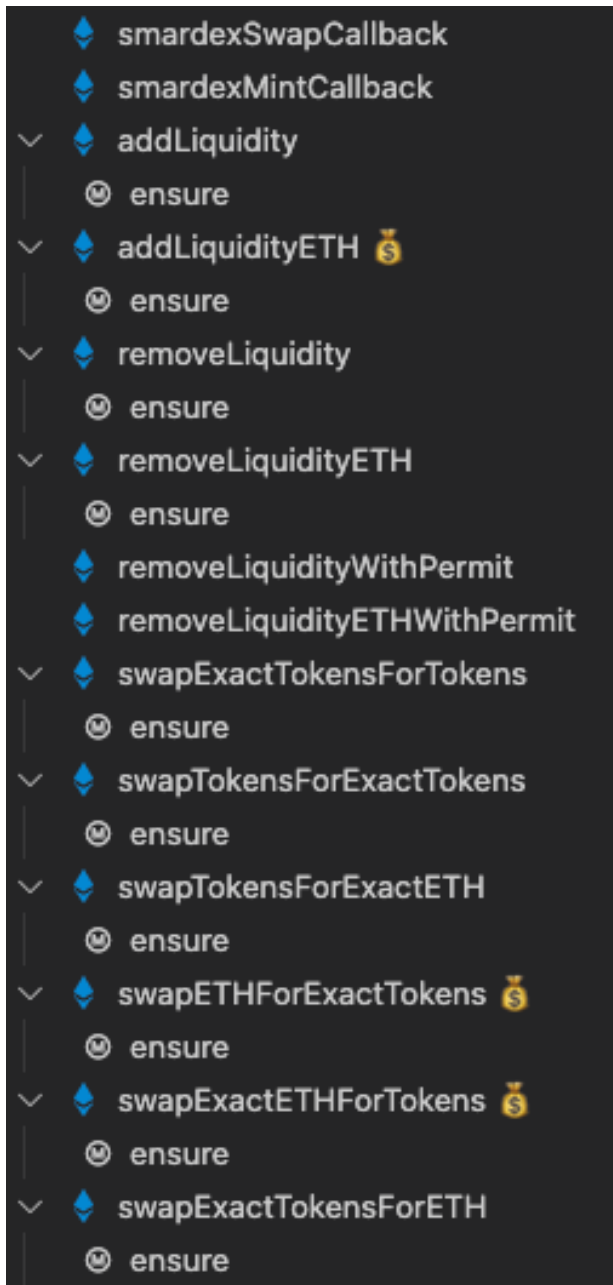 smardexSwapCallback
smardexMintCallback
addLiquidity
ensure
addLiquidityETH 💰
ensure
removeLiquidity
ensure
removeLiquidityETH
ensure
removeLiquidityWithPermit
removeLiquidityETHWithPermit
swapExactTokensForTokens
ensure
swapTokensForExactTokens
ensure
swapTokensForExactETH
ensure
swapETHForExactTokens 💰
ensure
swapExactETHForTokens 💰
ensure
swapExactTokensForETH
ensure